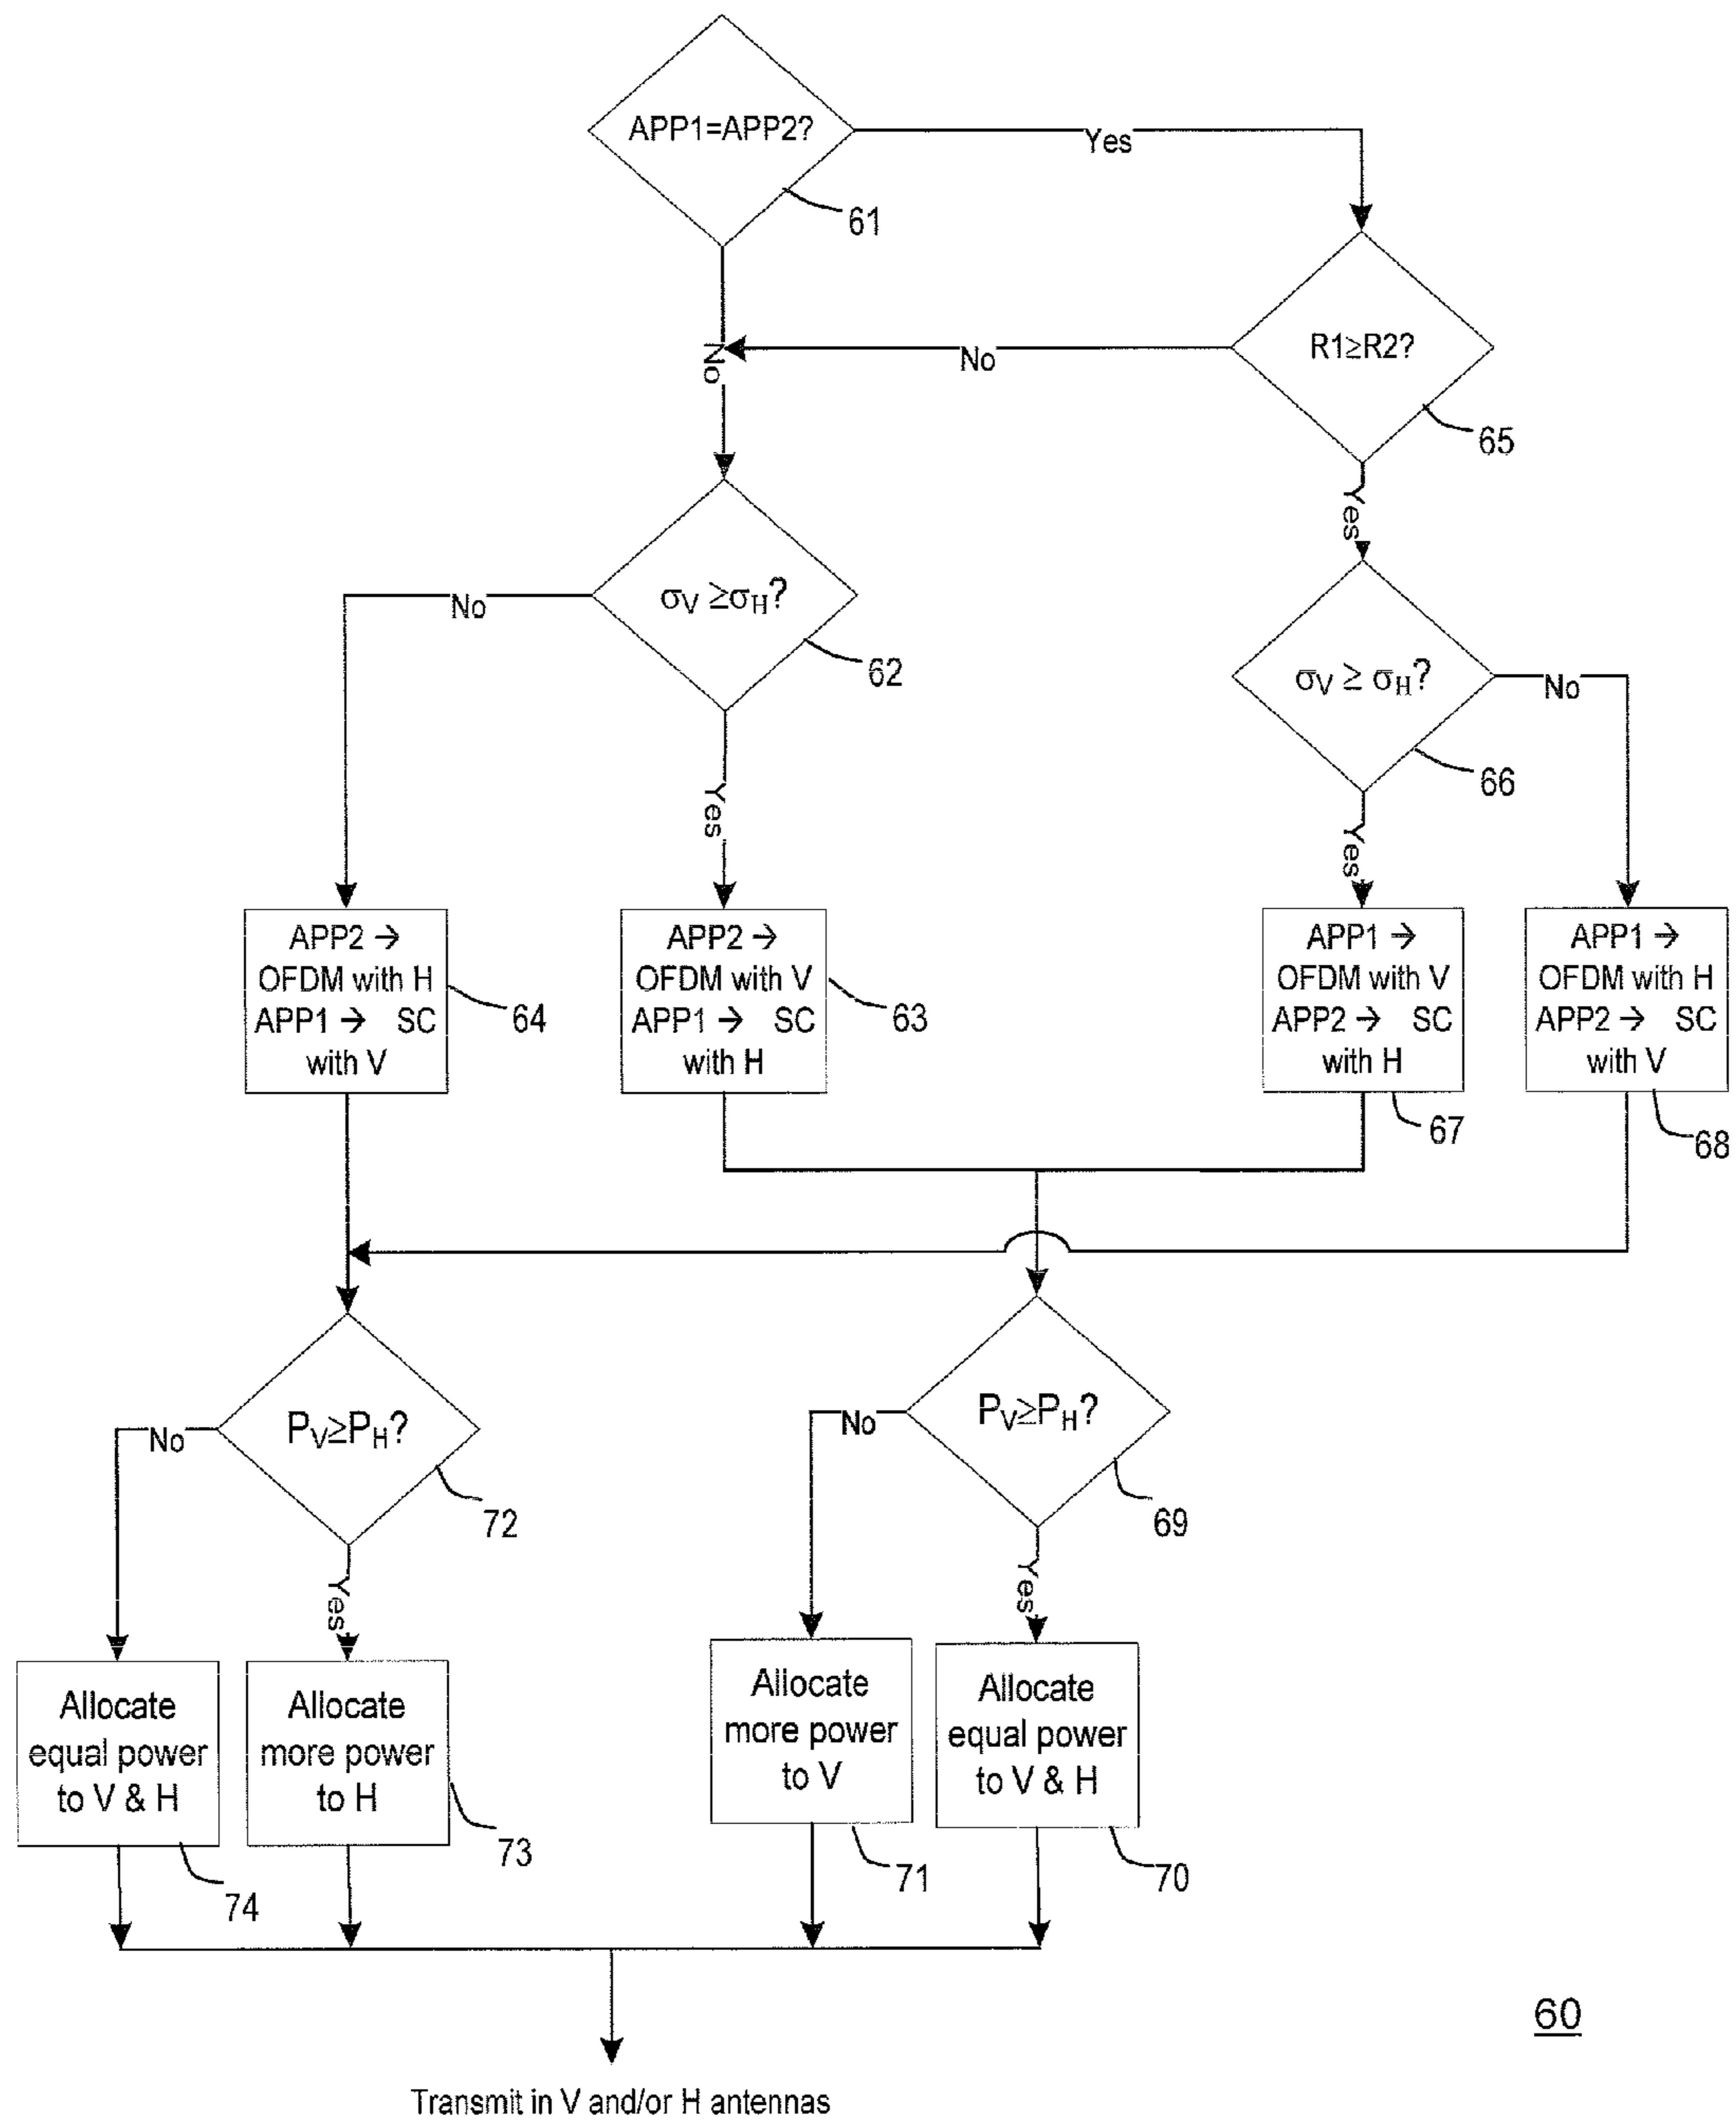 APP1=APP2?
Yes
61
R1≥R2?
No
No
65
Yes
σV ≥σH?
No
62
σV ≥ σH?
No
66
Yes
Yes
APP2 →
OFDM with H
APP1 → SC
with V
64
APP2 →
OFDM with V
APP1 → SC
with H
63
APP1 →
OFDM with V
APP2 → SC
with H
67
APP1 →
OFDM with H
APP2 → SC
with V
68
PV≥PH?
No
72
Yes
PV≥PH?
No
69
Yes
Allocate
equal power
to V & H
74
Allocate
more power
to H
73
Allocate
more power
to V
71
Allocate
equal power
to V & H
70
60
Transmit in V and/or H antennas